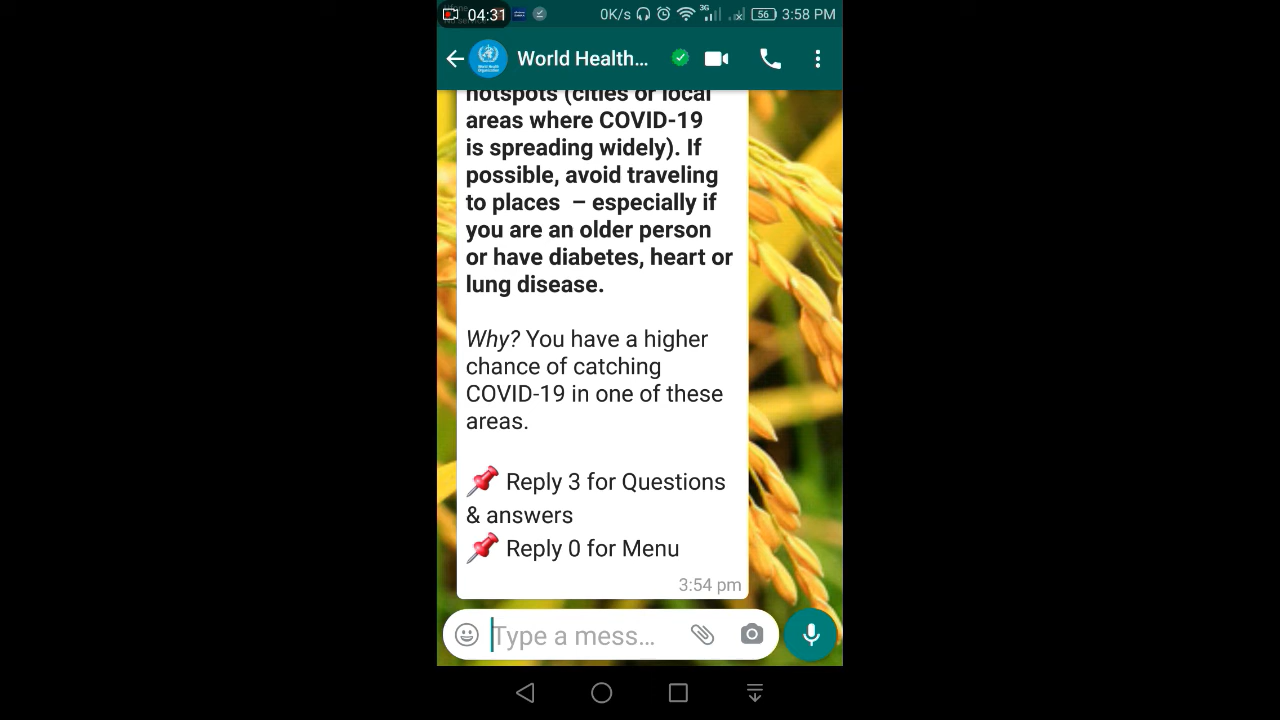 04:31
0K/s 3G 56 3:58 PM
World Health...
hotspots (cities or local
areas where COVID-19
is spreading widely). If
possible, avoid traveling
to places – especially if
you are an older person
or have diabetes, heart or
lung disease.
Why? You have a higher
chance of catching
COVID-19 in one of these
areas.
📌 Reply 3 for Questions
& answers
📌 Reply 0 for Menu
3:54 pm
Type a mess...